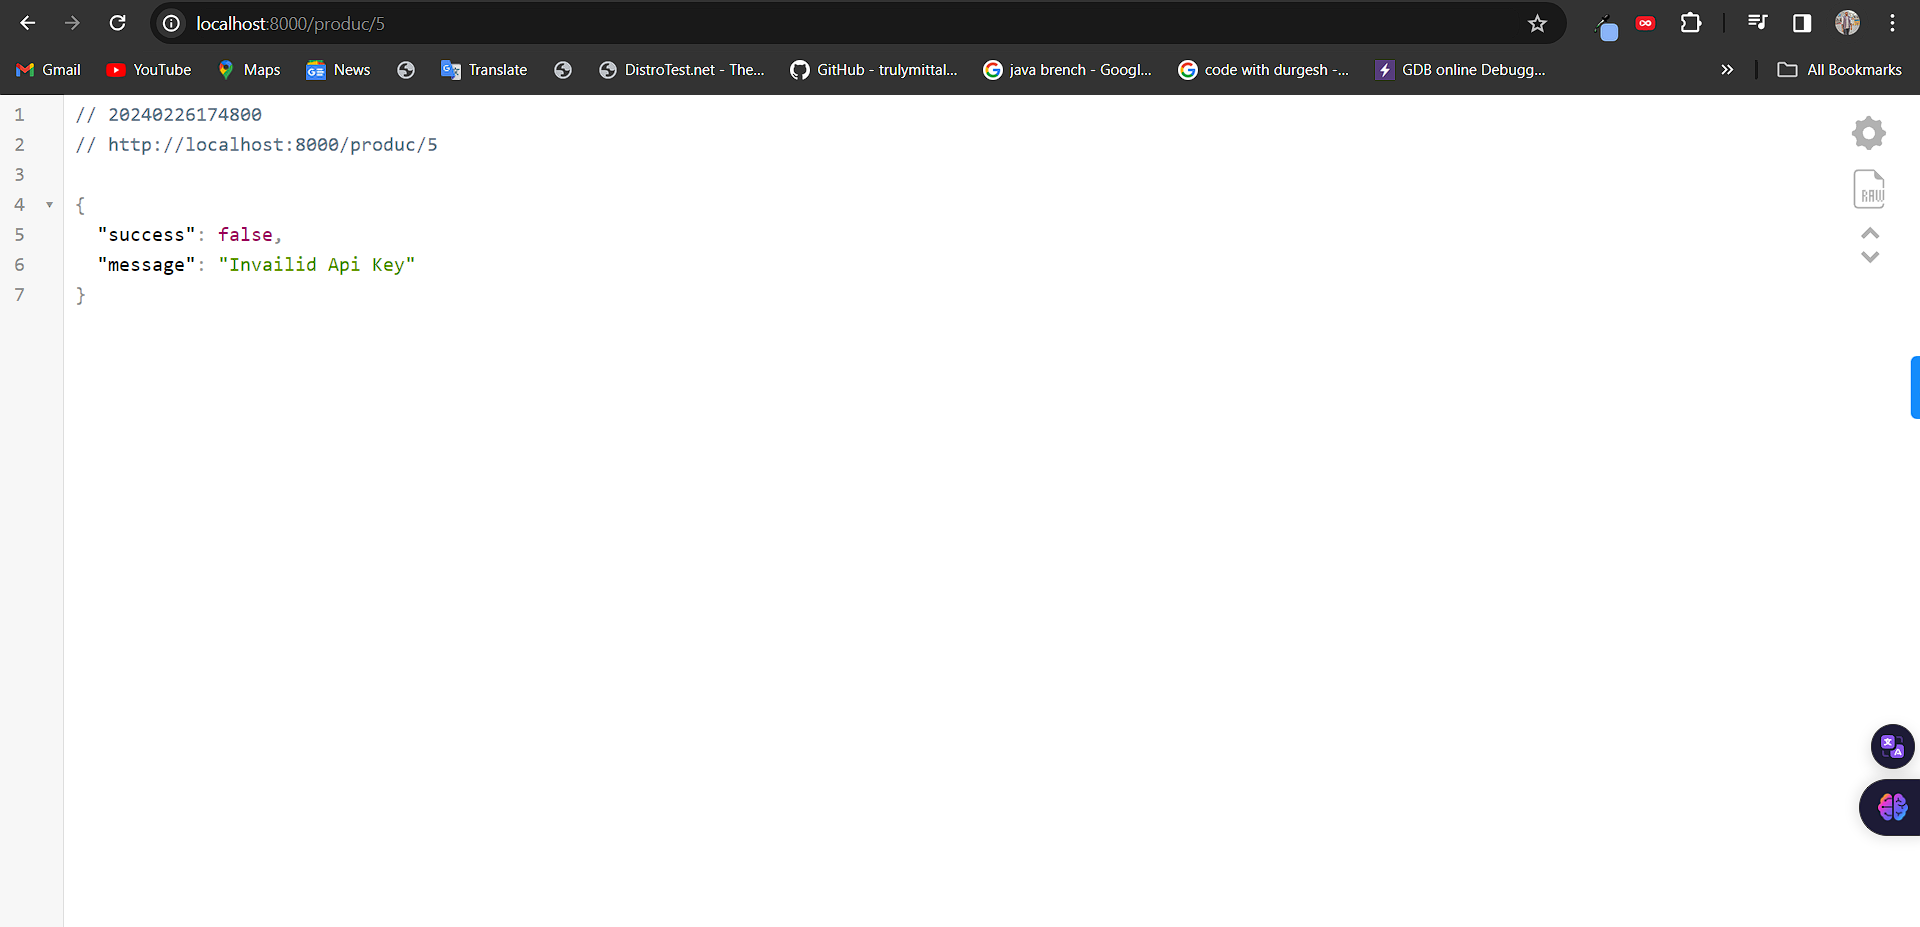 localhost:8000/produc/5
Gmail YouTube Maps News Translate DistroTest.net - The... GitHub - trulymittal... java brench - Googl... code with durgesh -... GDB online Debugg... » All Bookmarks
1 // 20240226174800
2 // http://localhost:8000/produc/5
3
4 {
5 "success": false,
6 "message": "Invailid Api Key"
7 }
RAW